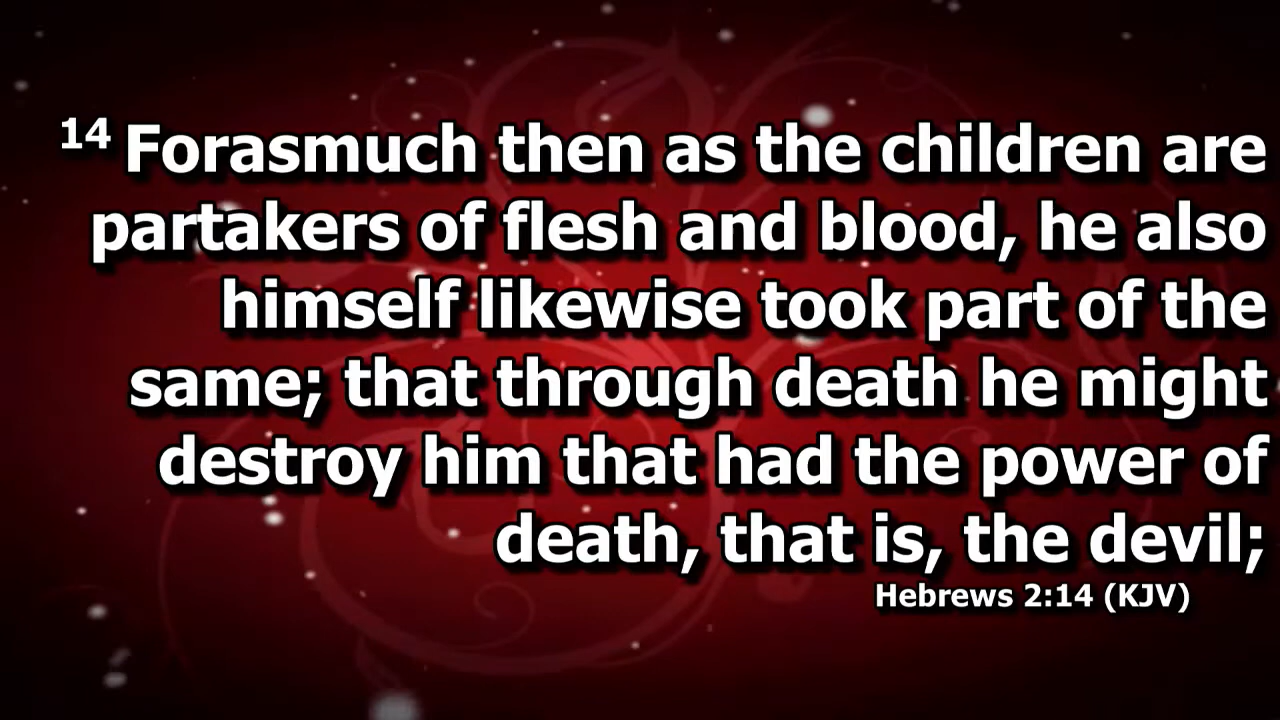 14 Forasmuch then as the children are
partakers of flesh and blood, he also
himself likewise took part of the
same; that through death he might
destroy him that had the power of
death, that is, the devil;
Hebrews 2:14 (KJV)